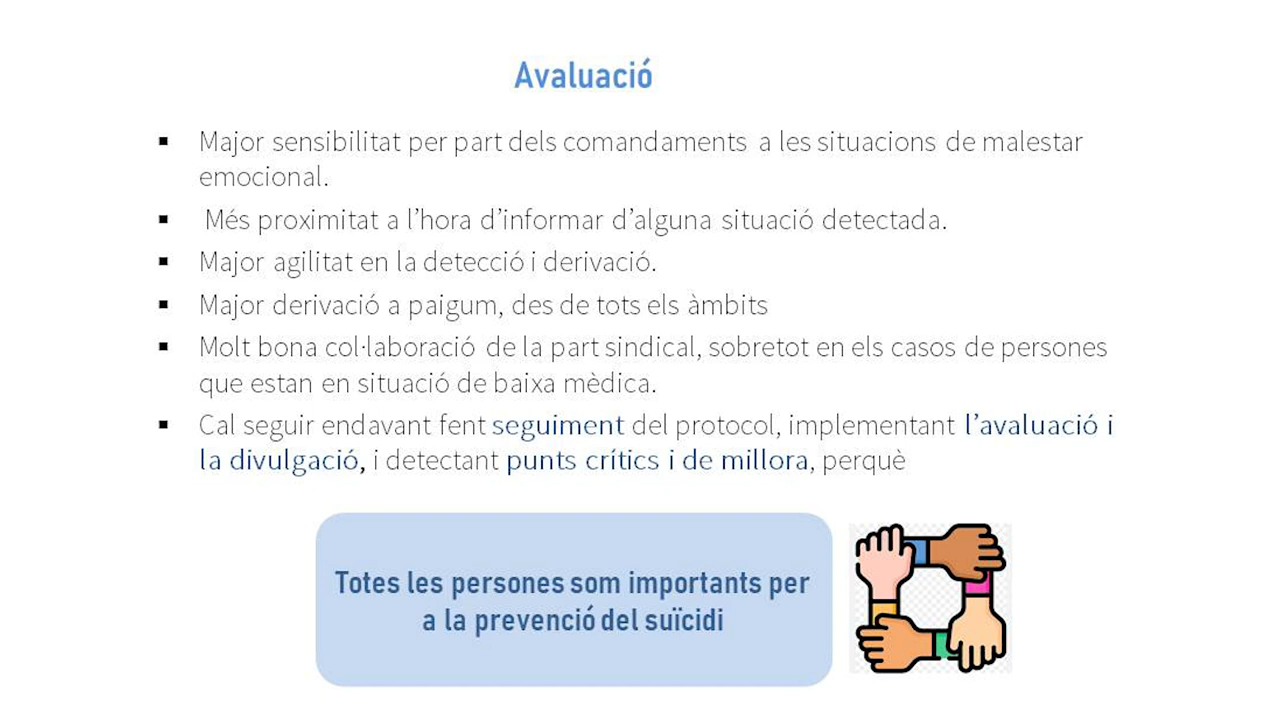 Avaluació
▪ Major sensibilitat per part dels comandaments a les situacions de malestar
emocional.
▪ Més proximitat a l’hora d’informar d’alguna situació detectada.
▪ Major agilitat en la detecció i derivació.
▪ Major derivació a paigum, des de tots els àmbits
▪ Molt bona col·laboració de la part sindical, sobretot en els casos de persones
que estan en situació de baixa mèdica.
▪ Cal seguir endavant fent seguiment del protocol, implementant l’avaluació i
la divulgació, i detectant punts crítics i de millora, perquè
Totes les persones som importants per
a la prevenció del suïcidi